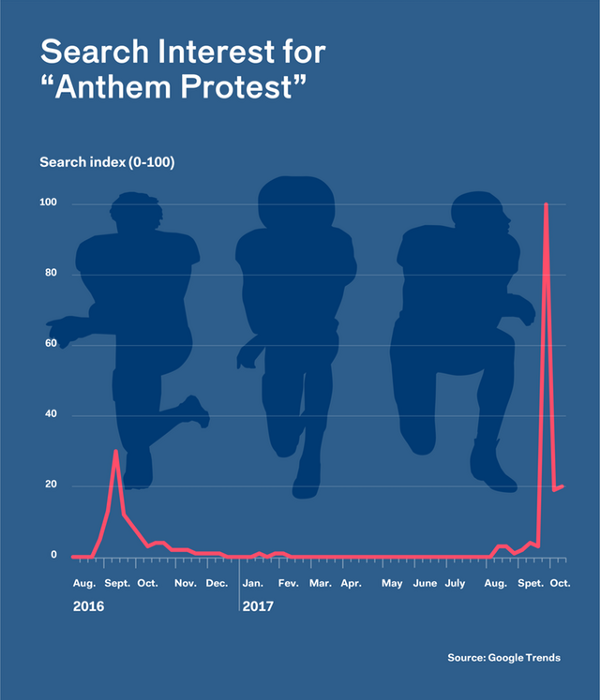 Search Interest for
“Anthem Protest”
Search index (0-100)
100
80
60
40
20
0
Aug. Sept. Oct. Nov. Dec. Jan. Fev. Mar. Apr. May June July Aug. Spet. Oct.
2016 2017
Source: Google Trends